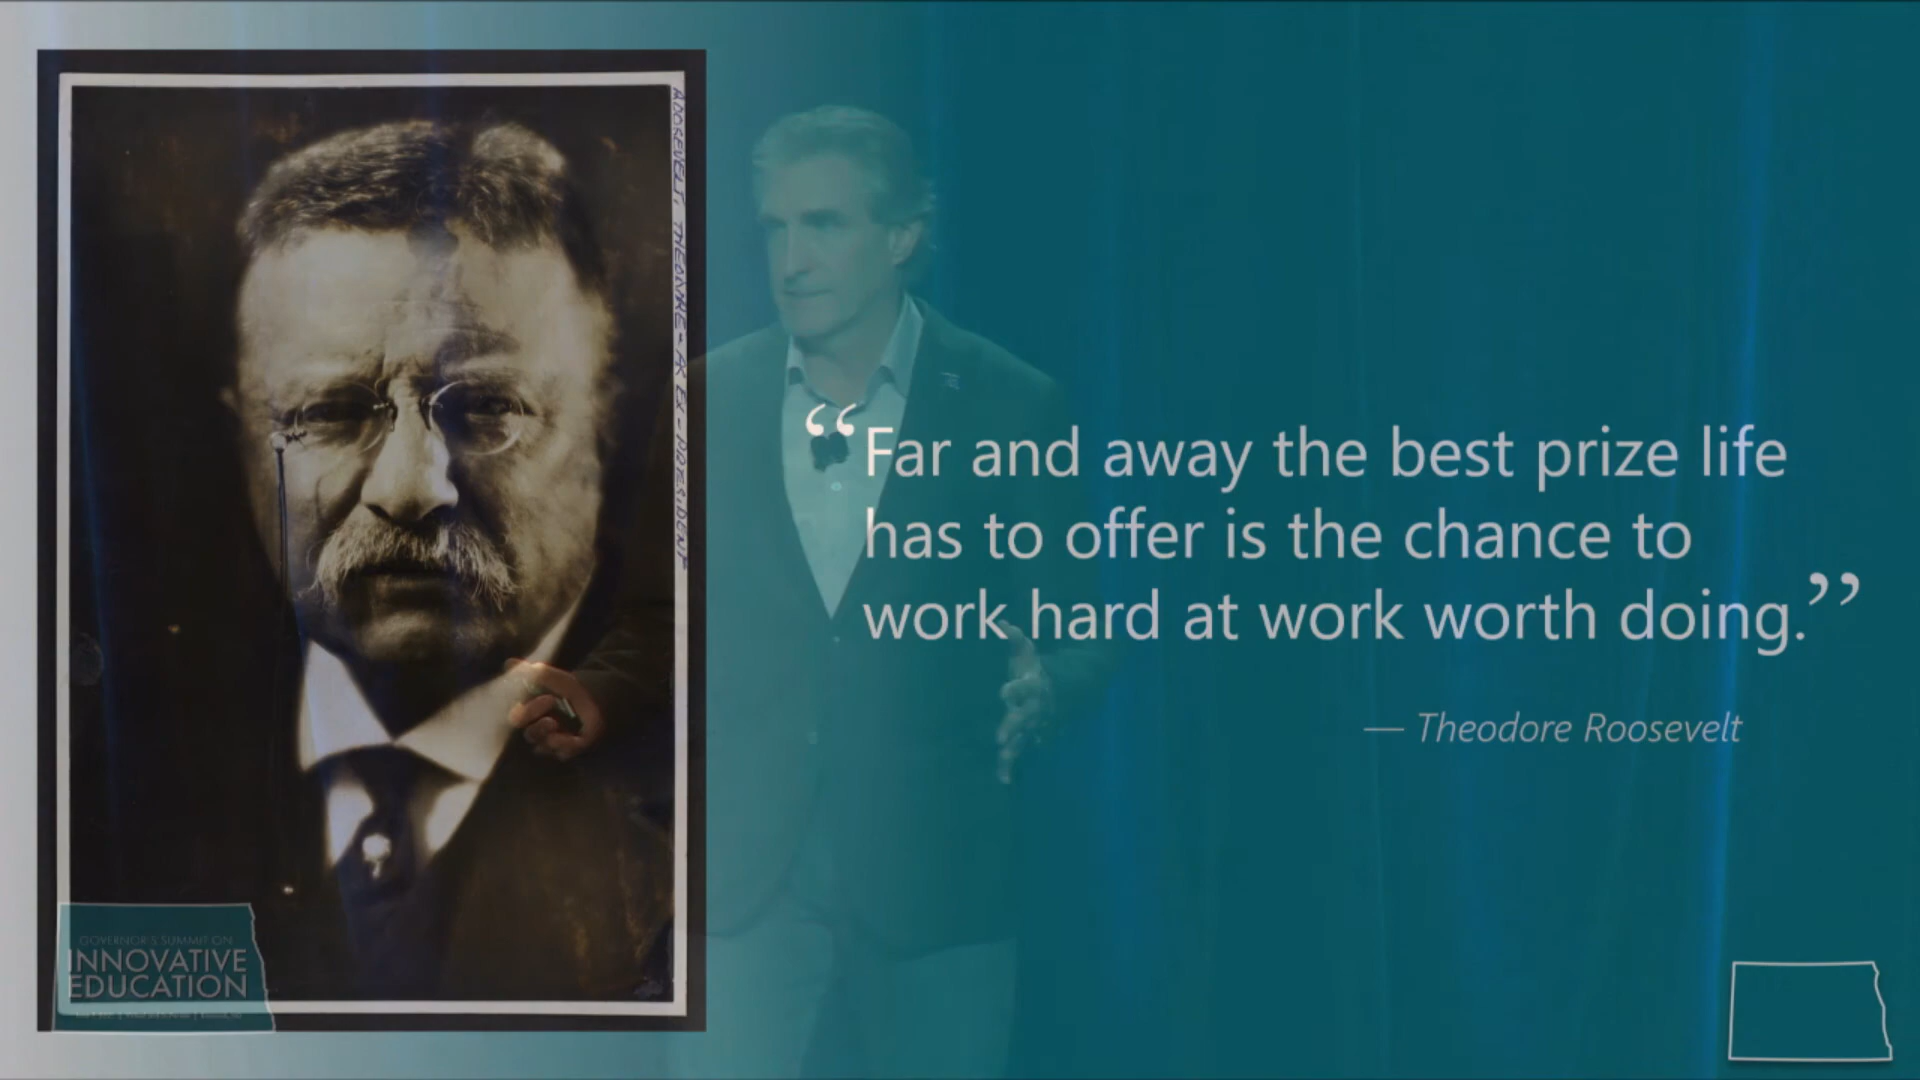 ROOSEVELT, THEODORE - AR EX-PRESIDENT
“Far and away the best prize life
has to offer is the chance to
work hard at work worth doing.”
— Theodore Roosevelt
GOVERNOR'S SUMMIT ON
INNOVATIVE
EDUCATION